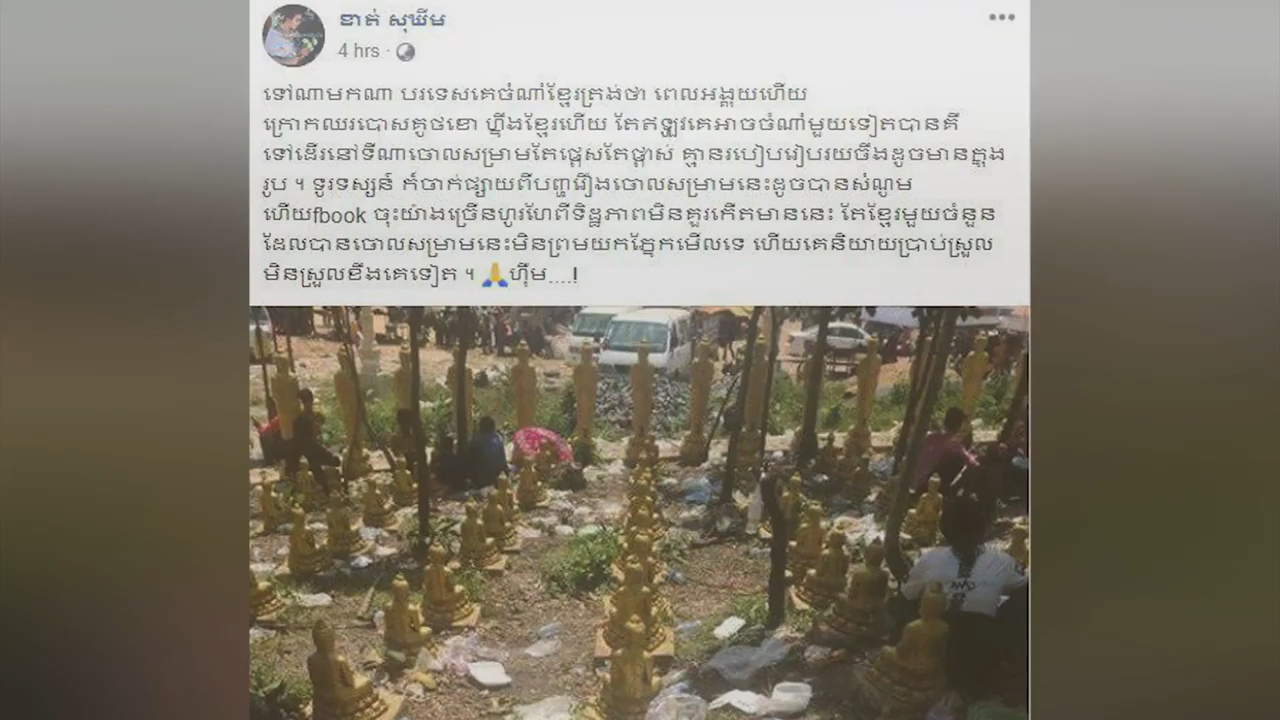 ខាត់ សុឃីម
4 hrs ·
ទៅណាមកណា បរទេសគេចំណាំខ្មែរត្រង់ថា ពេលអង្គុយហើយ
ក្រោកឈរបោសគូថខោ ហ្នឹងខ្មែរហើយ តែឥឡូវគេអាចចំណាំមួយទៀតបានគឺ
ទៅដើរនៅទីណាចោលសម្រាមតែផ្តេសតែផ្តាស់ គ្មានរបៀបរៀបរយចឹងដូចមានក្នុង
រូប ។ ទូរទស្សន៍ ក៍ចាក់ផ្សាយពីបញ្ហារឿងចោលសម្រាមនេះដូចបានសំណូម
ហើយfbook ចុះយ៉ាងច្រើនហូរហែពីទិដ្ឋភាពមិនគួរកើតមាននេះ តែខ្មែរមួយចំនួន
ដែលបានចោលសម្រាមនេះមិនព្រមយកភ្នែកមើលទេ ហើយគេនិយាយប្រាប់ស្រួល
មិនស្រួលខឹងគេទៀត ។ 🙏ហ៊ឹម....!